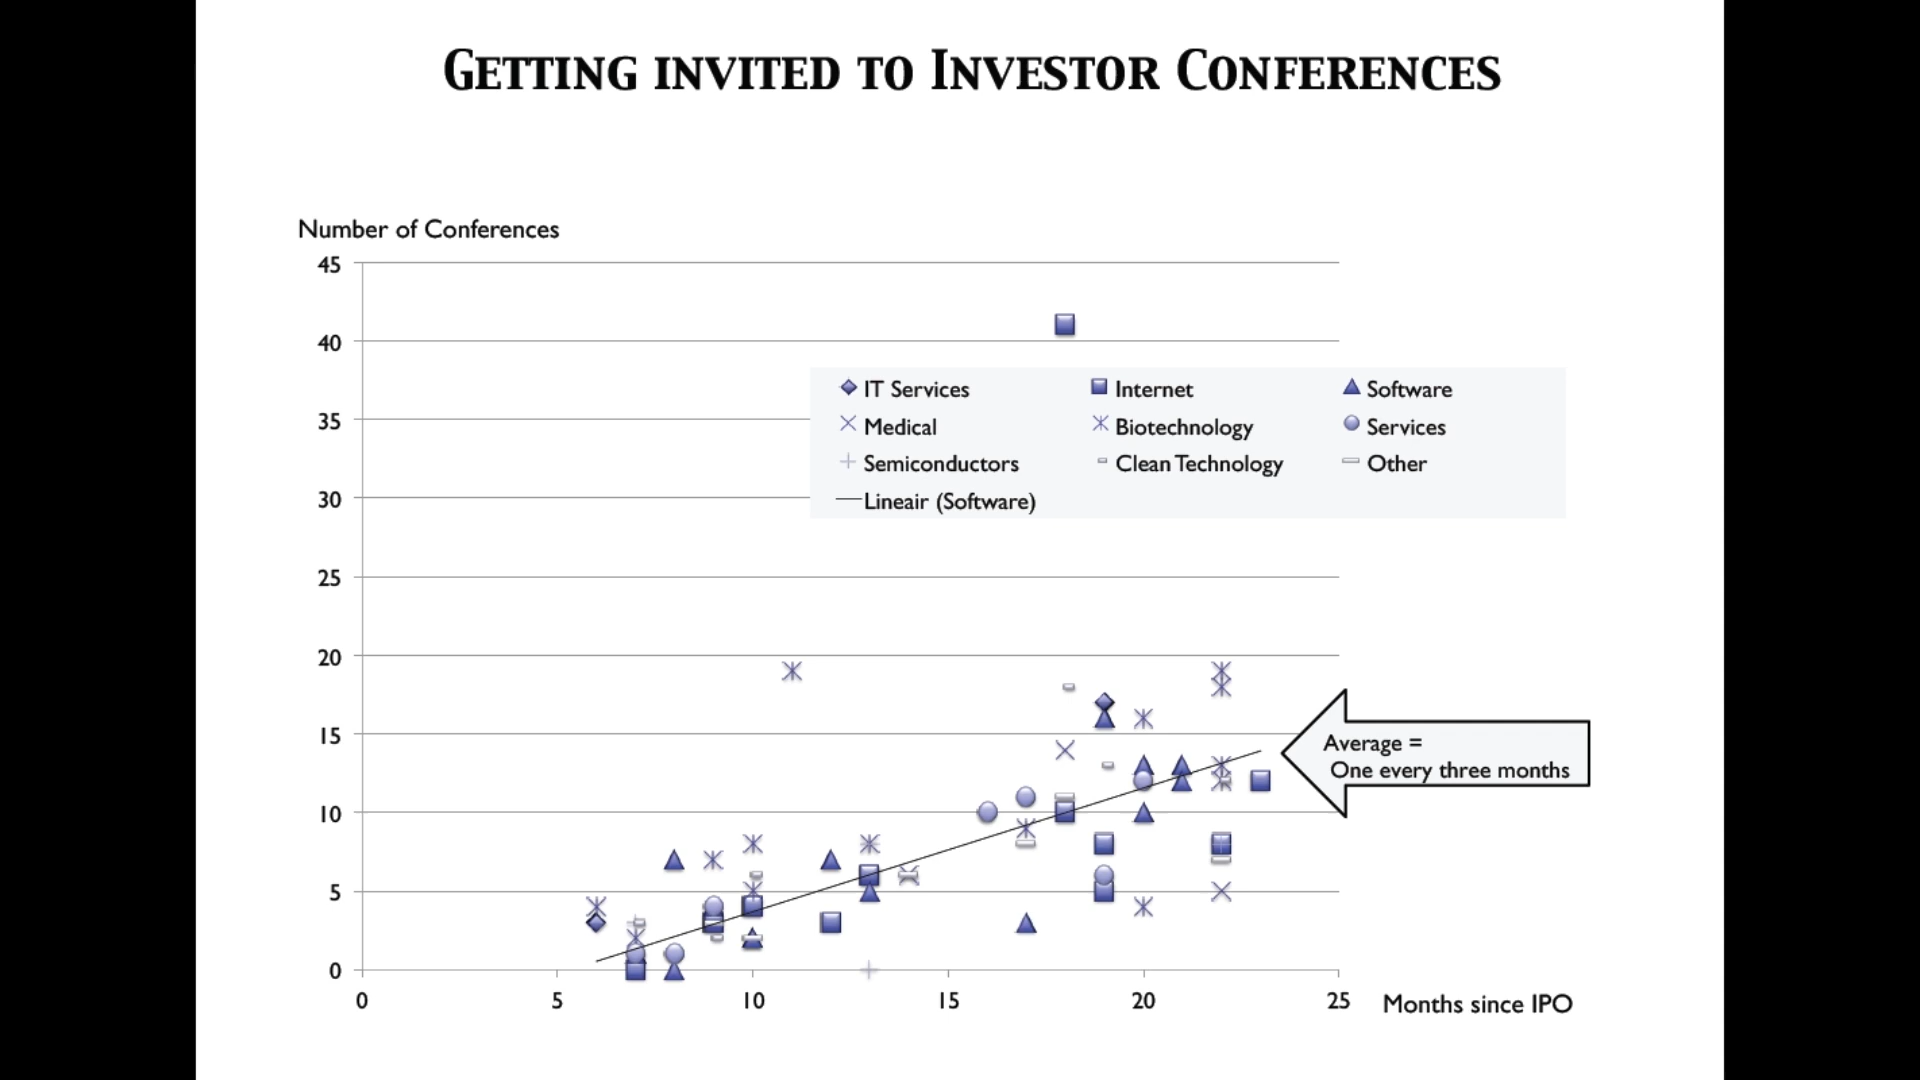 GETTING INVITED TO INVESTOR CONFERENCES
Number of Conferences
45
40
35
30
25
20
15
10
5
0
IT Services
Internet
Software
Medical
Biotechnology
Services
Semiconductors
Clean Technology
Other
Lineair (Software)
Average =
One every three months
0 5 10 15 20 25
Months since IPO